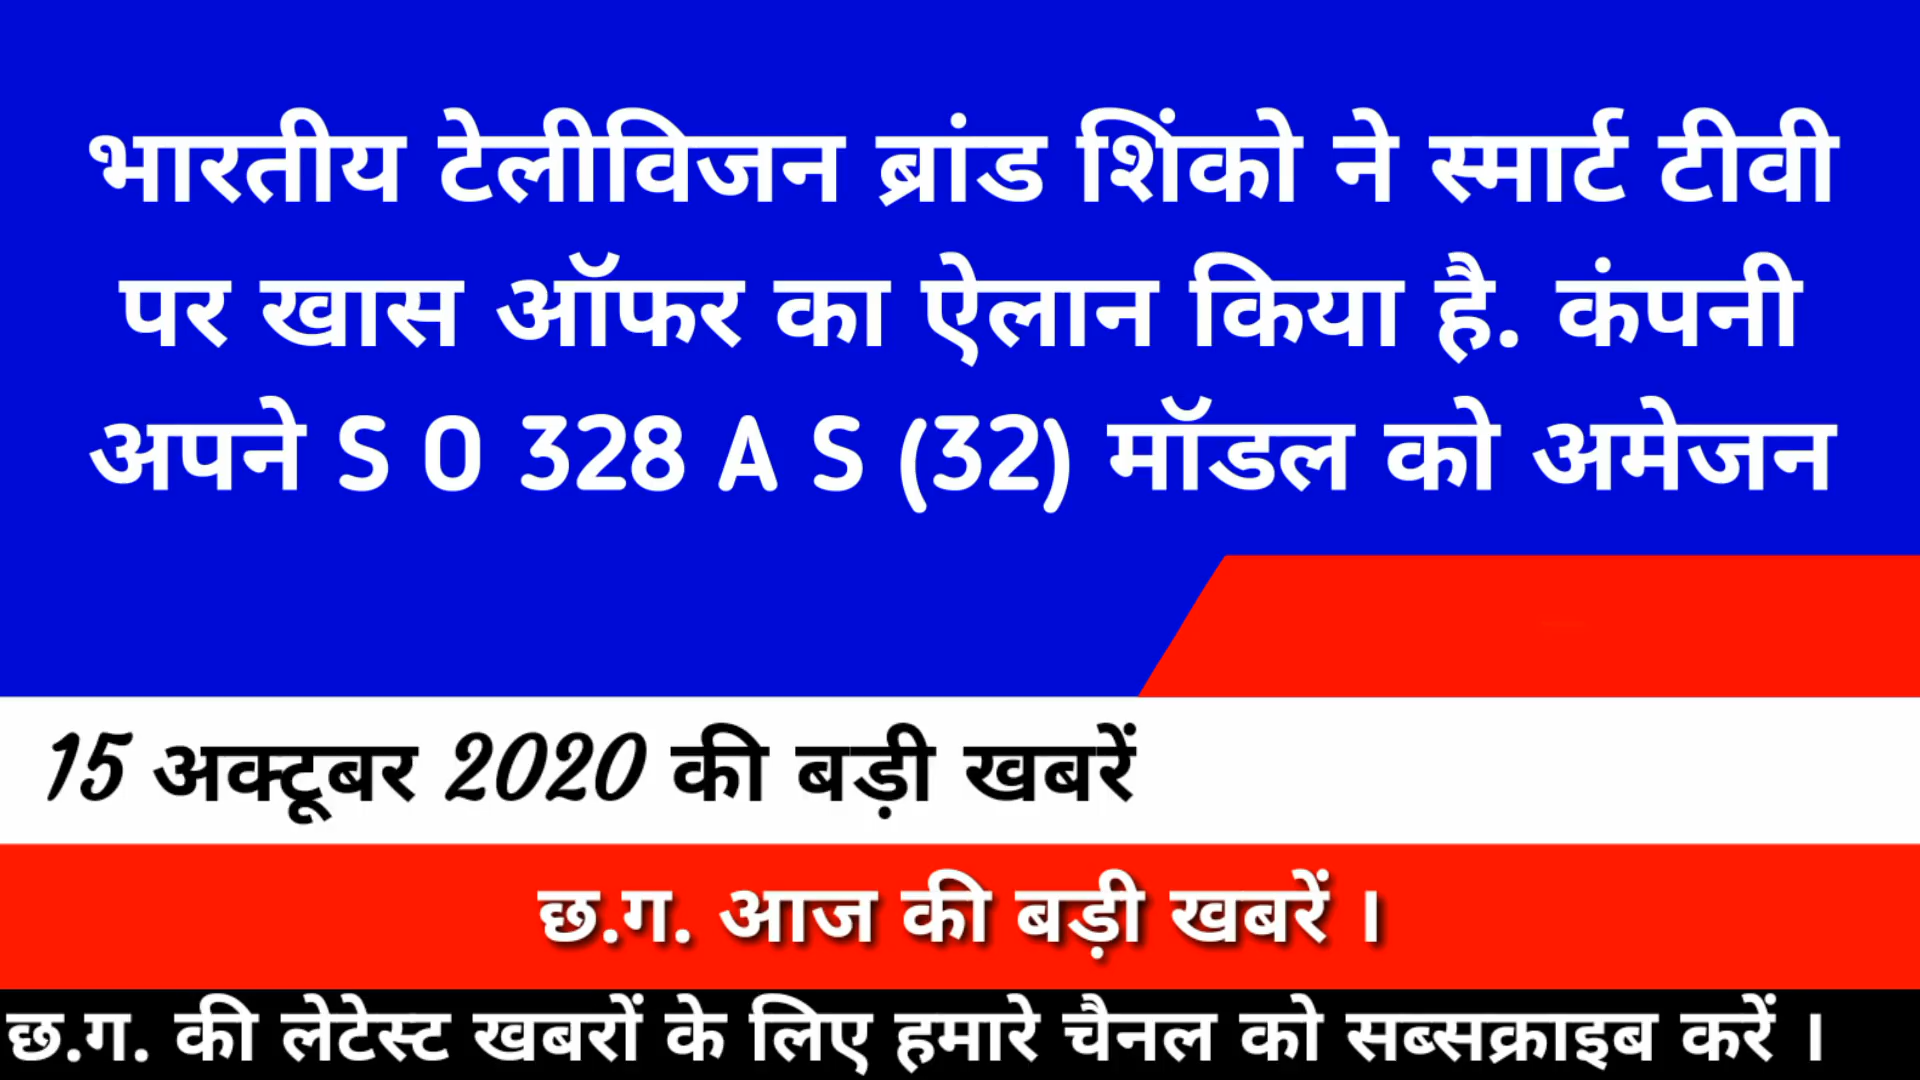 भारतीय टेलीविजन ब्रांड शिंको ने स्मार्ट टीवी
पर खास ऑफर का ऐलान किया है. कंपनी
अपने S O 328 A S (32) मॉडल को अमेजन
15 अक्टूबर 2020 की बड़ी खबरें
छ.ग. आज की बड़ी खबरें ।
छ.ग. की लेटेस्ट खबरों के लिए हमारे चैनल को सब्सक्राइब करें ।